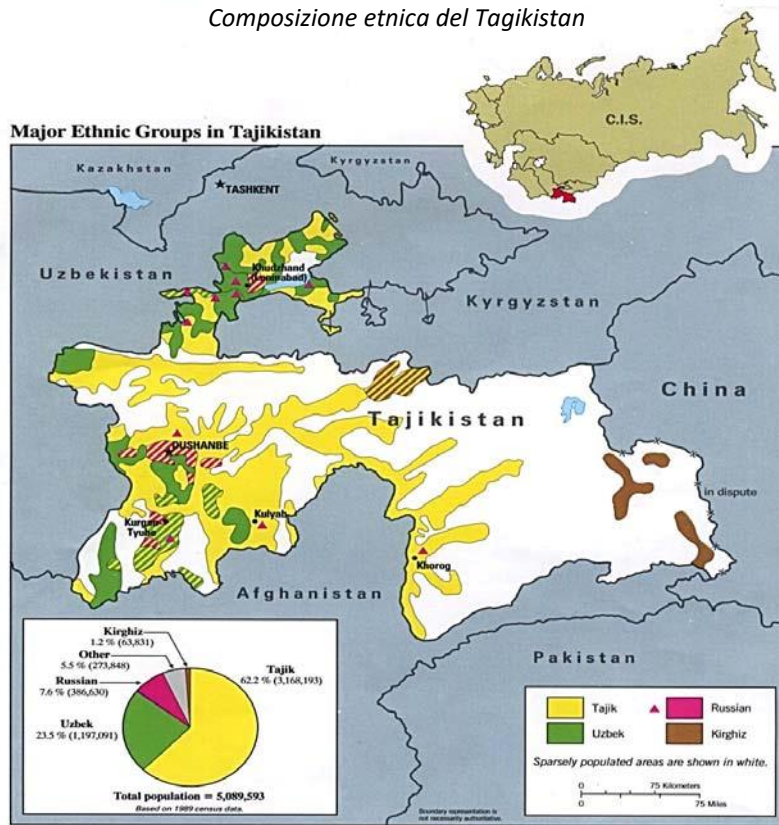 Composizione etnica del Tagikistan
C.I.S.
Major Ethnic Groups in Tajikistan
Kazakhstan
Kyrgyzstan
TASHKENT
Uzbekistan
Khudzhand
(Leninabad)
Kyrgyzstan
China
Tajikistan
DUSHANBE
in dispute
Kurgan-
Tyube
Kulyab
Khorog
Afghanistan
Pakistan
Kirghiz
1.2 % (63,831)
Other
5.5 % (273,848)
Russian
7.6 % (386,630)
Uzbek
23.5 % (1,197,091)
Tajik
62.2 % (3,168,193)
Total population = 5,089,593
Based on 1989 census data.
Tajik
Russian
Uzbek
Kirghiz
Sparsely populated areas are shown in white.
0 75 Kilometers
0 75 Miles
Boundary representation is
not necessarily authoritative.